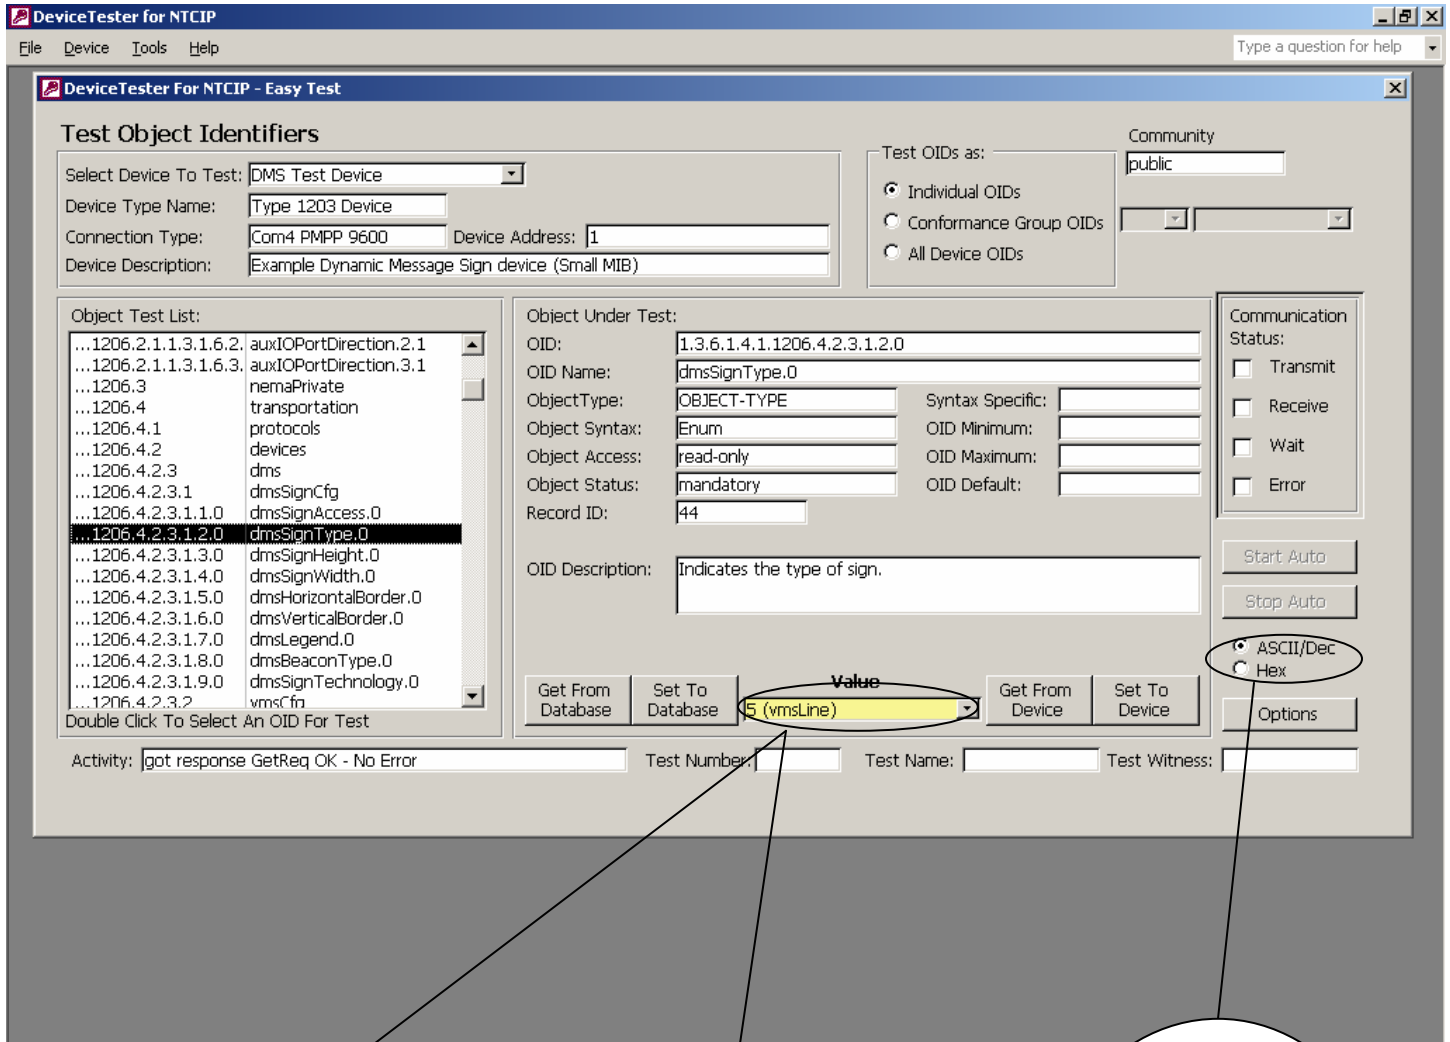 DeviceTester for NTCIP
File Device Tools Help
Type a question for help
DeviceTester For NTCIP - Easy Test
Test Object Identifiers
Select Device To Test: DMS Test Device
Device Type Name: Type 1203 Device
Connection Type: Com4 PMPP 9600 Device Address: 1
Device Description: Example Dynamic Message Sign device (Small MIB)
Test OIDs as:
Individual OIDs
Conformance Group OIDs
All Device OIDs
Community
public
Object Test List:
...1206.2.1.1.3.1.6.2. auxIOPortDirection.2.1
...1206.2.1.1.3.1.6.3. auxIOPortDirection.3.1
...1206.3 nemaPrivate
...1206.4 transportation
...1206.4.1 protocols
...1206.4.2 devices
...1206.4.2.3 dms
...1206.4.2.3.1 dmsSignCfg
...1206.4.2.3.1.1.0 dmsSignAccess.0
...1206.4.2.3.1.2.0 dmsSignType.0
...1206.4.2.3.1.3.0 dmsSignHeight.0
...1206.4.2.3.1.4.0 dmsSignWidth.0
...1206.4.2.3.1.5.0 dmsHorizontalBorder.0
...1206.4.2.3.1.6.0 dmsVerticalBorder.0
...1206.4.2.3.1.7.0 dmsLegend.0
...1206.4.2.3.1.8.0 dmsBeaconType.0
...1206.4.2.3.1.9.0 dmsSignTechnology.0
...1206.4.2.3.2 vmsCfg
Double Click To Select An OID For Test
Object Under Test:
OID: 1.3.6.1.4.1.1206.4.2.3.1.2.0
OID Name: dmsSignType.0
ObjectType: OBJECT-TYPE Syntax Specific:
Object Syntax: Enum OID Minimum:
Object Access: read-only OID Maximum:
Object Status: mandatory OID Default:
Record ID: 44
OID Description: Indicates the type of sign.
Value
Get From Database
Set To Database
5 (vmsLine)
Get From Device
Set To Device
Communication Status:
Transmit
Receive
Wait
Error
Start Auto
Stop Auto
ASCII/Dec
Hex
Options
Activity: got response GetReq OK - No Error Test Number: Test Name: Test Witness: